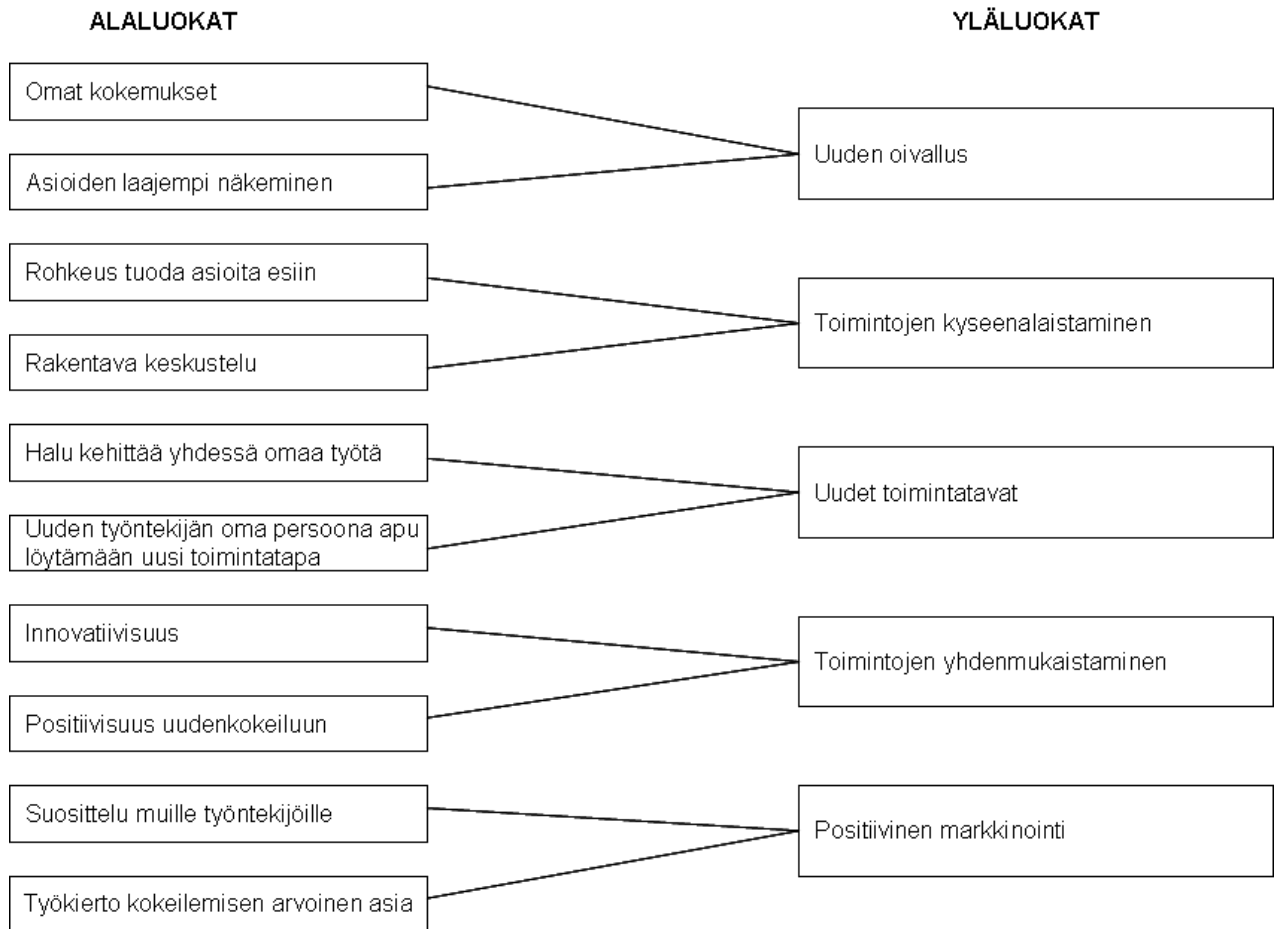 ALALUOKAT
YLÄLUOKAT
Omat kokemukset
Asioiden laajempi näkeminen
Uuden oivallus
Rohkeus tuoda asioita esiin
Rakentava keskustelu
Toimintojen kyseenalaistaminen
Halu kehittää yhdessä omaa työtä
Uuden työntekijän oma persoona apu
löytämään uusi toimintatapa
Uudet toimintatavat
Innovatiivisuus
Positiivisuus uudenkokeiluun
Toimintojen yhdenmukaistaminen
Suosittelu muille työntekijöille
Työkierto kokeilemisen arvoinen asia
Positiivinen markkinointi